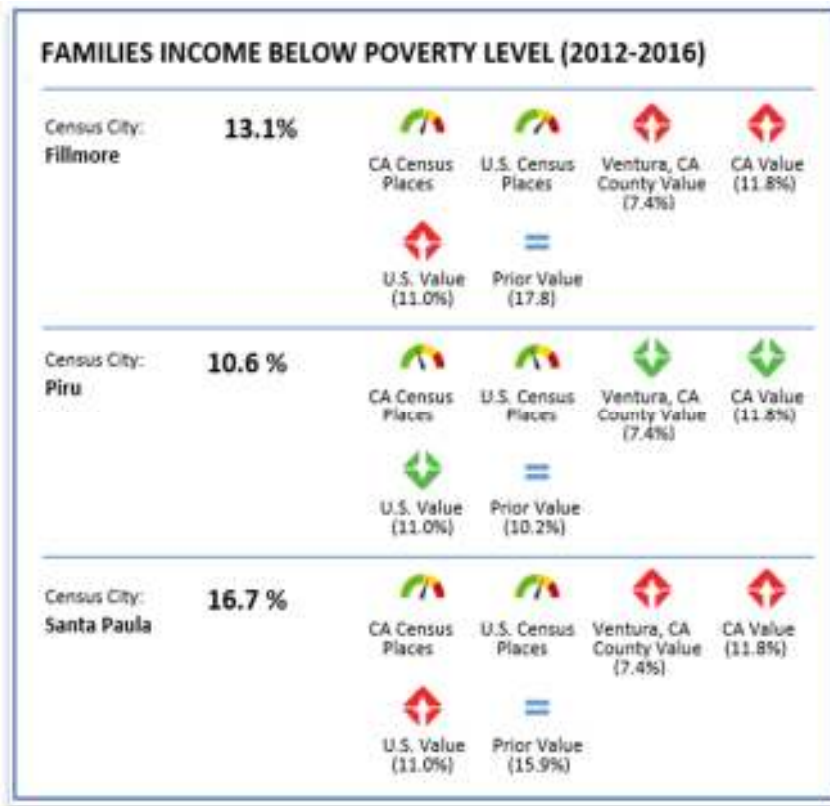 FAMILIES INCOME BELOW POVERTY LEVEL (2012-2016)
Census City:
Fillmore
13.1%
CA Census
Places
U.S. Census
Places
Ventura, CA
County Value
(7.4%)
CA Value
(11.8%)
U.S. Value
(11.0%)
Prior Value
(17.8)
Census City:
Piru
10.6 %
CA Census
Places
U.S. Census
Places
Ventura, CA
County Value
(7.4%)
CA Value
(11.8%)
U.S. Value
(11.0%)
Prior Value
(10.2%)
Census City:
Santa Paula
16.7 %
CA Census
Places
U.S. Census
Places
Ventura, CA
County Value
(7.4%)
CA Value
(11.8%)
U.S. Value
(11.0%)
Prior Value
(15.9%)